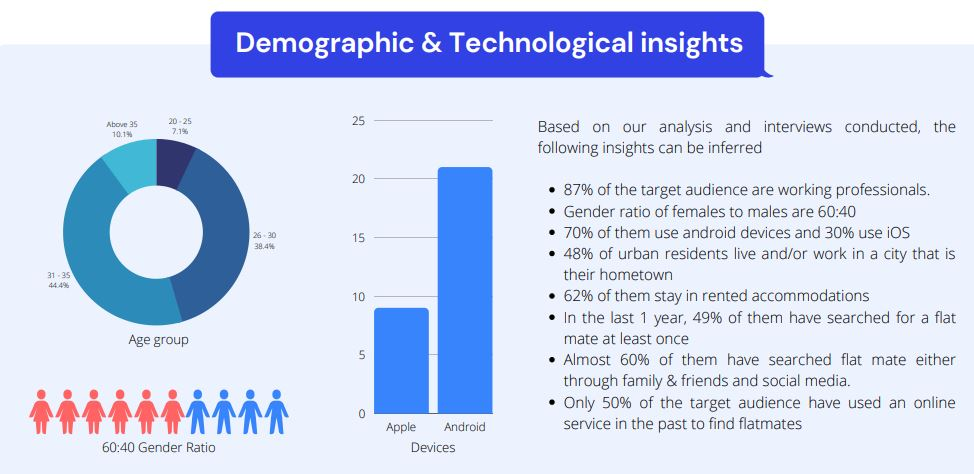 Demographic & Technological insights
Above 35
10.1%
20 - 25
7.1%
26 - 30
38.4%
31 - 35
44.4%
Age group
60:40 Gender Ratio
25
20
15
10
5
0
Apple
Android
Devices
Based on our analysis and interviews conducted, the
following insights can be inferred
• 87% of the target audience are working professionals.
• Gender ratio of females to males are 60:40
• 70% of them use android devices and 30% use iOS
• 48% of urban residents live and/or work in a city that is
their hometown
• 62% of them stay in rented accommodations
• In the last 1 year, 49% of them have searched for a flat
mate at least once
• Almost 60% of them have searched flat mate either
through family & friends and social media.
• Only 50% of the target audience have used an online
service in the past to find flatmates